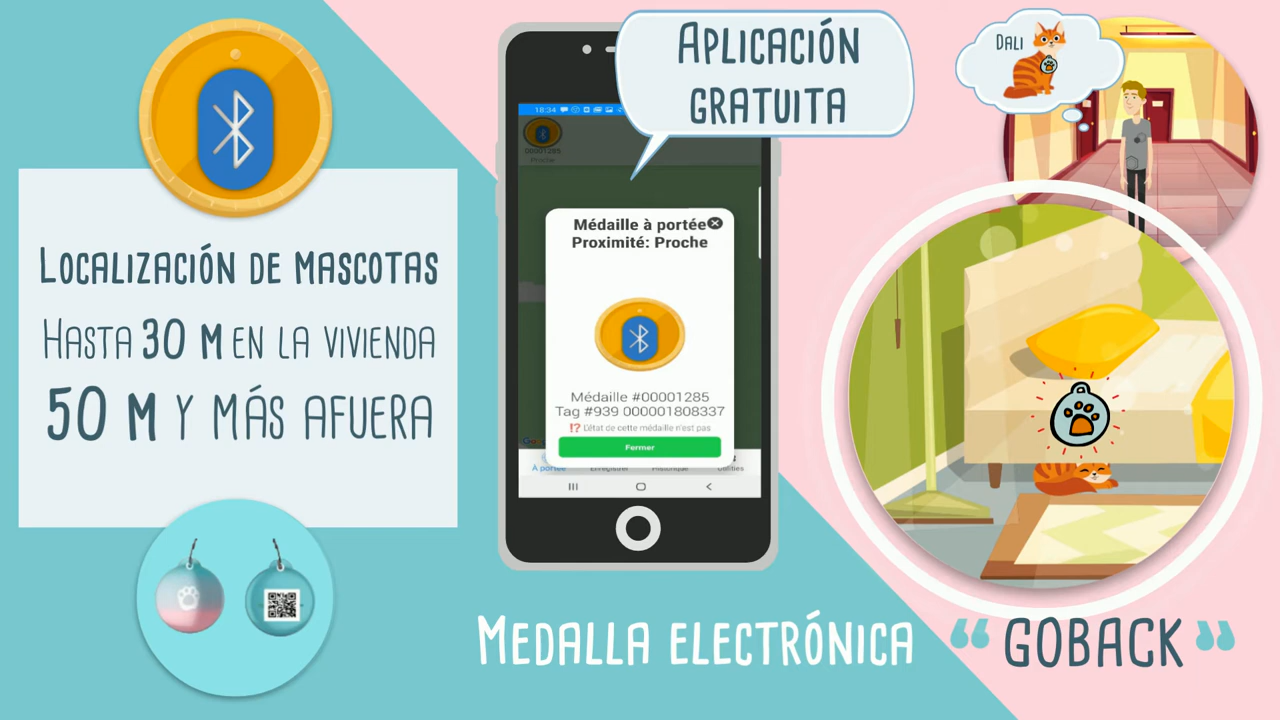 Localización de mascotas
Hasta 30 m en la vivienda
50 m y más afuera
Aplicación
gratuita
18:34
00001285
Proche
Médaille à portée
Proximité: Proche
Médaille #00001285
Tag #939 000001808337
⁉ L'état de cette médaille n'est pas
Fermer
À portée Enregistrer Historique Utilities
Dali
Medalla electrónica
“ GOBACK ”